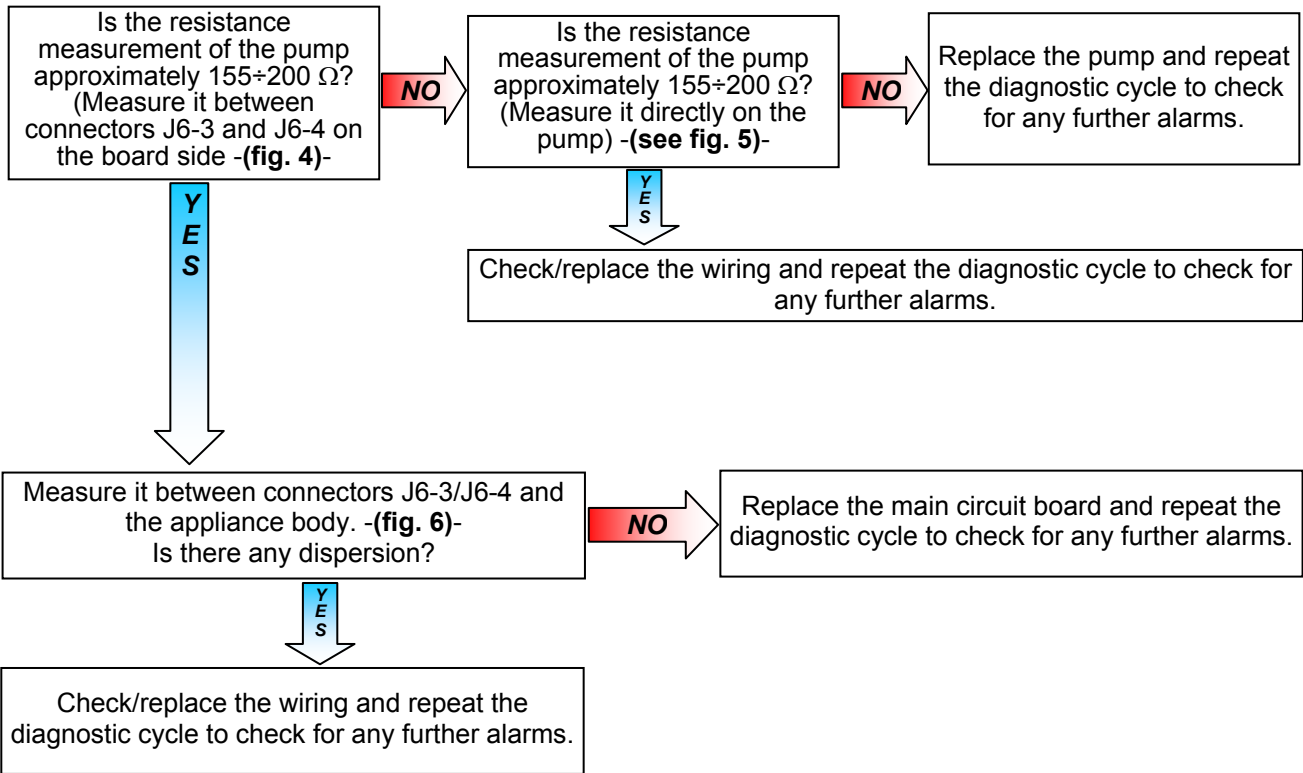 Is the resistance
measurement of the pump
approximately 155÷200 Ω?
(Measure it between
connectors J6-3 and J6-4 on
the board side -(fig. 4)-
NO
Is the resistance
measurement of the pump
approximately 155÷200 Ω?
(Measure it directly on the
pump) -(see fig. 5)-
NO
Replace the pump and repeat
the diagnostic cycle to check
for any further alarms.
YES
YES
Check/replace the wiring and repeat the diagnostic cycle to check for
any further alarms.
Measure it between connectors J6-3/J6-4 and
the appliance body. -(fig. 6)-
Is there any dispersion?
NO
Replace the main circuit board and repeat the
diagnostic cycle to check for any further alarms.
YES
Check/replace the wiring and repeat the
diagnostic cycle to check for any further alarms.